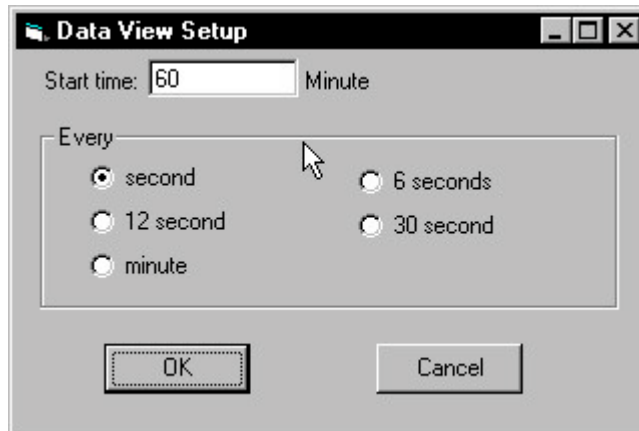 Data View Setup
Start time: 60 Minute
Every
second 6 seconds
12 second 30 second
minute
OK Cancel